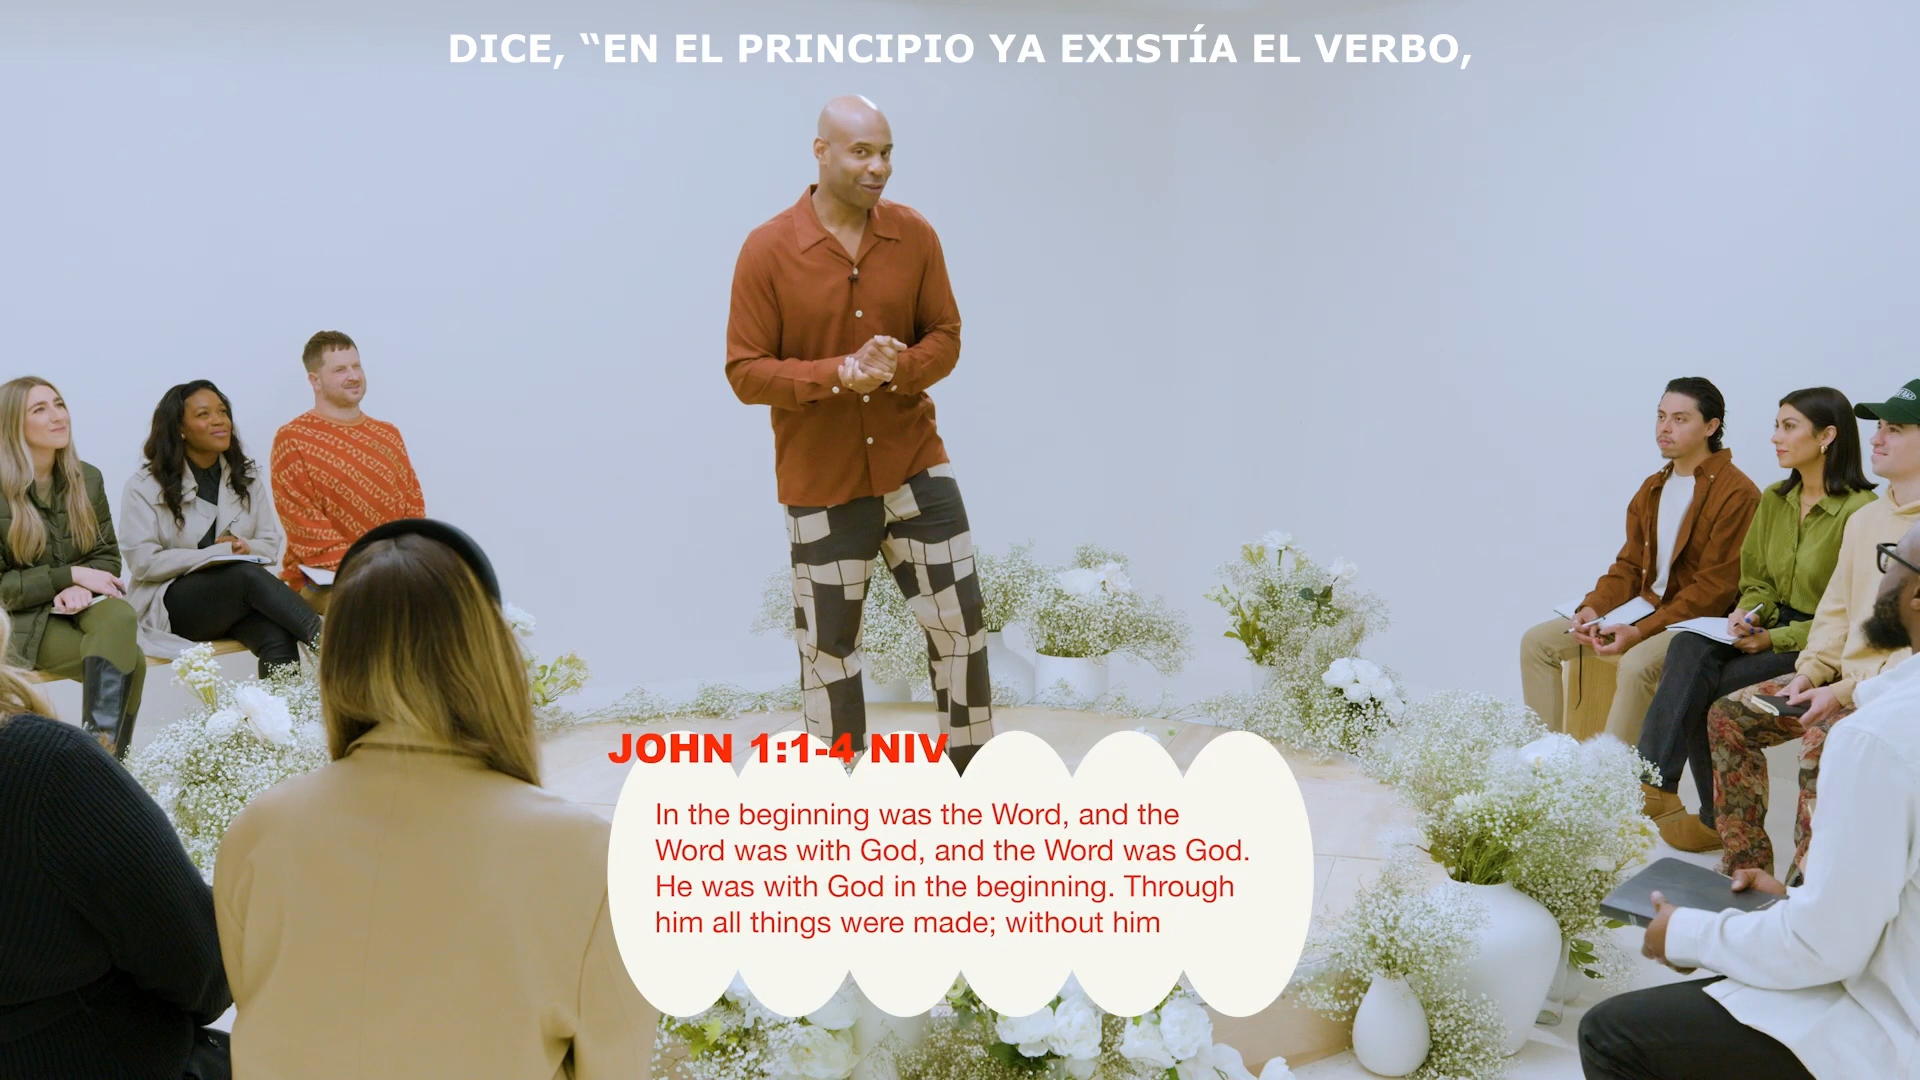 DICE, “EN EL PRINCIPIO YA EXISTÍA EL VERBO,
JOHN 1:1-4 NIV
In the beginning was the Word, and the
Word was with God, and the Word was God.
He was with God in the beginning. Through
him all things were made; without him